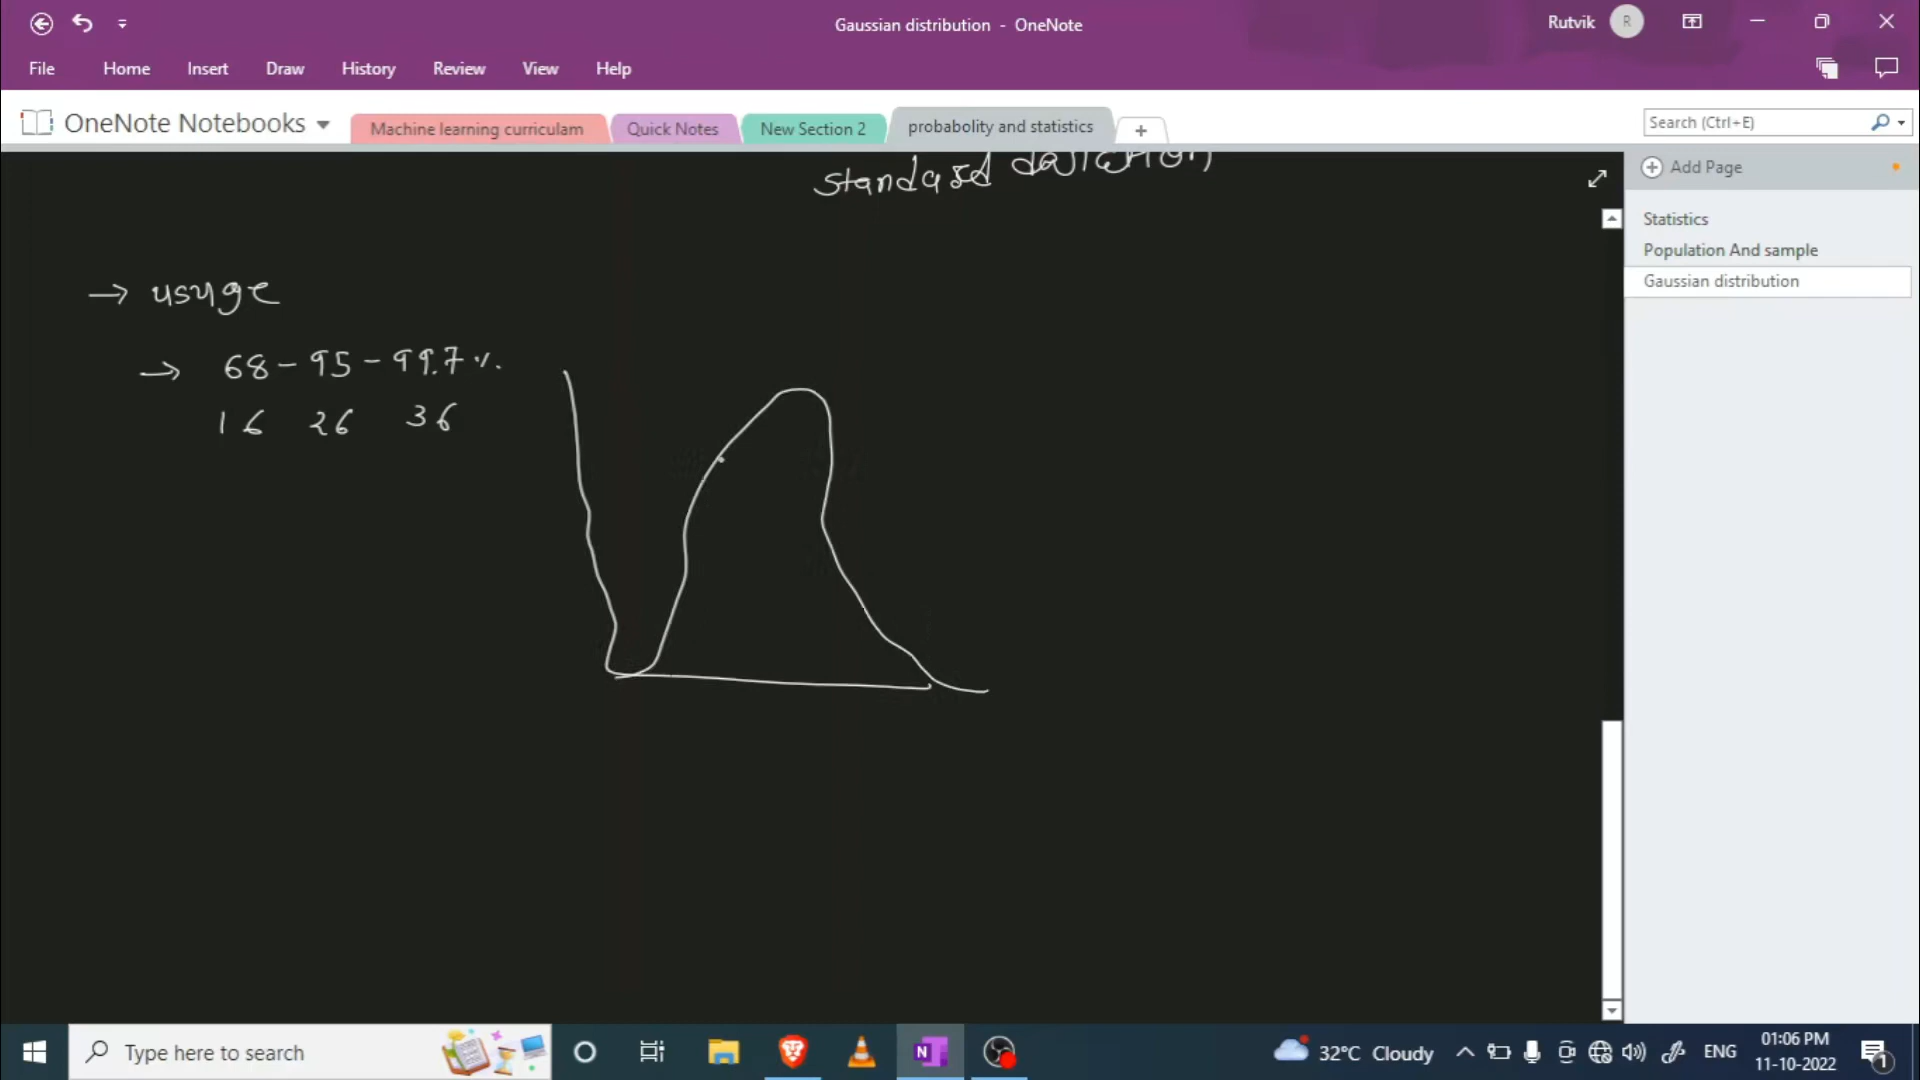 Gaussian distribution - OneNote
Rutvik R
File Home Insert Draw History Review View Help
OneNote Notebooks Machine learning curriculam Quick Notes New Section 2 probabolity and statistics + Search (Ctrl+E)
Add Page
Standard
Statistics
Population And sample
Gaussian distribution
→ usuge
→ 68 - 95 - 99.7 %.
1σ 2σ 3σ
Type here to search
32°C Cloudy
ENG
01:06 PM
11-10-2022
1